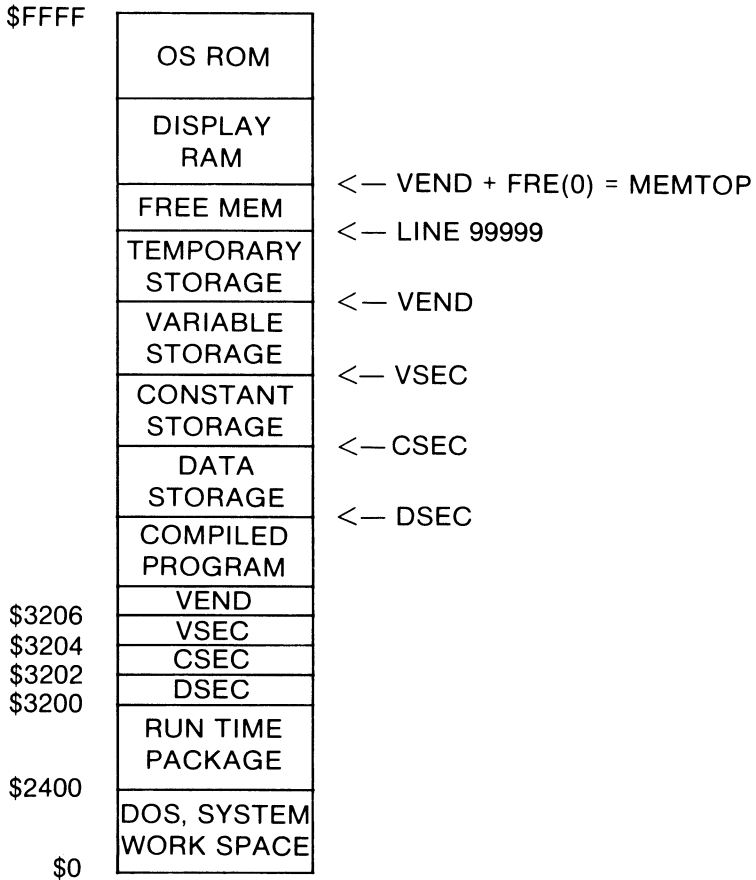 $FFFF
OS ROM
DISPLAY
RAM
<— VEND + FRE(0) = MEMTOP
FREE MEM
<— LINE 99999
TEMPORARY
STORAGE
<— VEND
VARIABLE
STORAGE
<— VSEC
CONSTANT
STORAGE
<— CSEC
DATA
STORAGE
<— DSEC
COMPILED
PROGRAM
VEND
$3206
VSEC
$3204
CSEC
$3202
DSEC
$3200
RUN TIME
PACKAGE
$2400
DOS, SYSTEM
WORK SPACE
$0